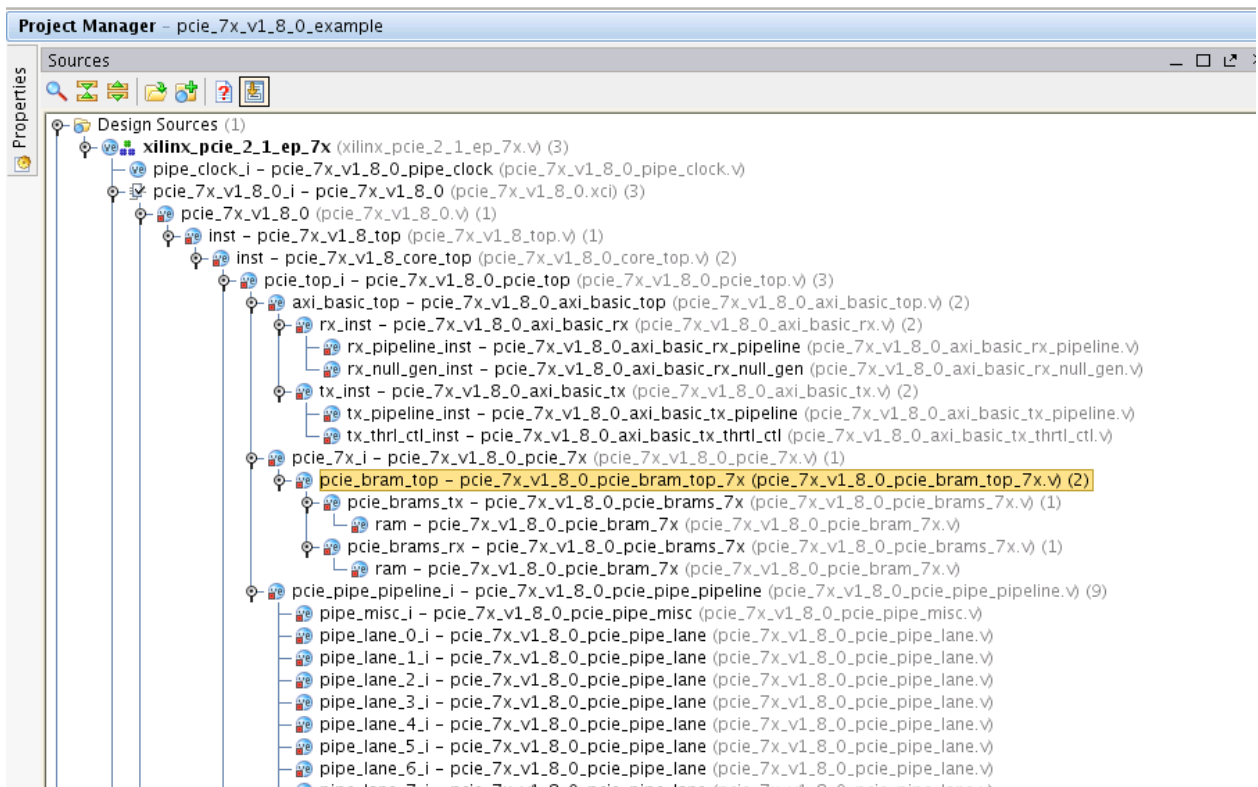 Project Manager - pcie_7x_v1_8_0_example
Properties
Sources
Design Sources (1)
xilinx_pcie_2_1_ep_7x (xilinx_pcie_2_1_ep_7x.v) (3)
pipe_clock_i - pcie_7x_v1_8_0_pipe_clock (pcie_7x_v1_8_0_pipe_clock.v)
pcie_7x_v1_8_0_i - pcie_7x_v1_8_0 (pcie_7x_v1_8_0.xci) (3)
pcie_7x_v1_8_0 (pcie_7x_v1_8_0.v) (1)
inst - pcie_7x_v1_8_top (pcie_7x_v1_8_top.v) (1)
inst - pcie_7x_v1_8_core_top (pcie_7x_v1_8_0_core_top.v) (2)
pcie_top_i - pcie_7x_v1_8_0_pcie_top (pcie_7x_v1_8_0_pcie_top.v) (3)
axi_basic_top - pcie_7x_v1_8_0_axi_basic_top (pcie_7x_v1_8_0_axi_basic_top.v) (2)
rx_inst - pcie_7x_v1_8_0_axi_basic_rx (pcie_7x_v1_8_0_axi_basic_rx.v) (2)
rx_pipeline_inst - pcie_7x_v1_8_0_axi_basic_rx_pipeline (pcie_7x_v1_8_0_axi_basic_rx_pipeline.v)
rx_null_gen_inst - pcie_7x_v1_8_0_axi_basic_rx_null_gen (pcie_7x_v1_8_0_axi_basic_rx_null_gen.v)
tx_inst - pcie_7x_v1_8_0_axi_basic_tx (pcie_7x_v1_8_0_axi_basic_tx.v) (2)
tx_pipeline_inst - pcie_7x_v1_8_0_axi_basic_tx_pipeline (pcie_7x_v1_8_0_axi_basic_tx_pipeline.v)
tx_thrl_ctl_inst - pcie_7x_v1_8_0_axi_basic_tx_thrtl_ctl (pcie_7x_v1_8_0_axi_basic_tx_thrtl_ctl.v)
pcie_7x_i - pcie_7x_v1_8_0_pcie_7x (pcie_7x_v1_8_0_pcie_7x.v) (1)
pcie_bram_top - pcie_7x_v1_8_0_pcie_bram_top_7x (pcie_7x_v1_8_0_pcie_bram_top_7x.v) (2)
pcie_brams_tx - pcie_7x_v1_8_0_pcie_brams_7x (pcie_7x_v1_8_0_pcie_brams_7x.v) (1)
ram - pcie_7x_v1_8_0_pcie_bram_7x (pcie_7x_v1_8_0_pcie_bram_7x.v)
pcie_brams_rx - pcie_7x_v1_8_0_pcie_brams_7x (pcie_7x_v1_8_0_pcie_brams_7x.v) (1)
ram - pcie_7x_v1_8_0_pcie_bram_7x (pcie_7x_v1_8_0_pcie_bram_7x.v)
pcie_pipe_pipeline_i - pcie_7x_v1_8_0_pcie_pipe_pipeline (pcie_7x_v1_8_0_pcie_pipe_pipeline.v) (9)
pipe_misc_i - pcie_7x_v1_8_0_pcie_pipe_misc (pcie_7x_v1_8_0_pcie_pipe_misc.v)
pipe_lane_0_i - pcie_7x_v1_8_0_pcie_pipe_lane (pcie_7x_v1_8_0_pcie_pipe_lane.v)
pipe_lane_1_i - pcie_7x_v1_8_0_pcie_pipe_lane (pcie_7x_v1_8_0_pcie_pipe_lane.v)
pipe_lane_2_i - pcie_7x_v1_8_0_pcie_pipe_lane (pcie_7x_v1_8_0_pcie_pipe_lane.v)
pipe_lane_3_i - pcie_7x_v1_8_0_pcie_pipe_lane (pcie_7x_v1_8_0_pcie_pipe_lane.v)
pipe_lane_4_i - pcie_7x_v1_8_0_pcie_pipe_lane (pcie_7x_v1_8_0_pcie_pipe_lane.v)
pipe_lane_5_i - pcie_7x_v1_8_0_pcie_pipe_lane (pcie_7x_v1_8_0_pcie_pipe_lane.v)
pipe_lane_6_i - pcie_7x_v1_8_0_pcie_pipe_lane (pcie_7x_v1_8_0_pcie_pipe_lane.v)